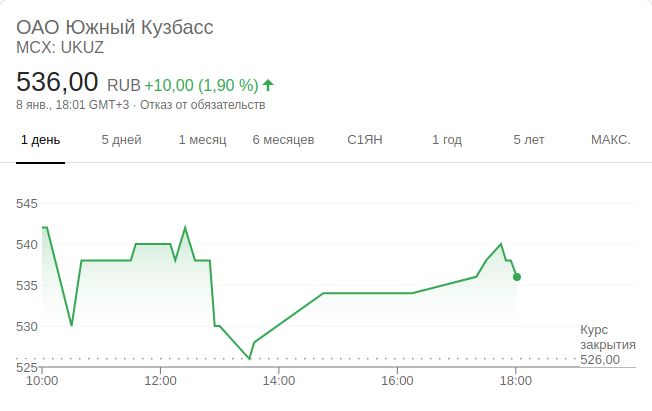 ОАО Южный Кузбасс
MCX: UKUZ
536,00 RUB +10,00 (1,90 %)
8 янв., 18:01 GMT+3 · Отказ от обязательств
1 день 5 дней 1 месяц 6 месяцев С1ЯН 1 год 5 лет МАКС.
545
540
535
530
Курс
закрытия
526,00
525
10:00 12:00 14:00 16:00 18:00